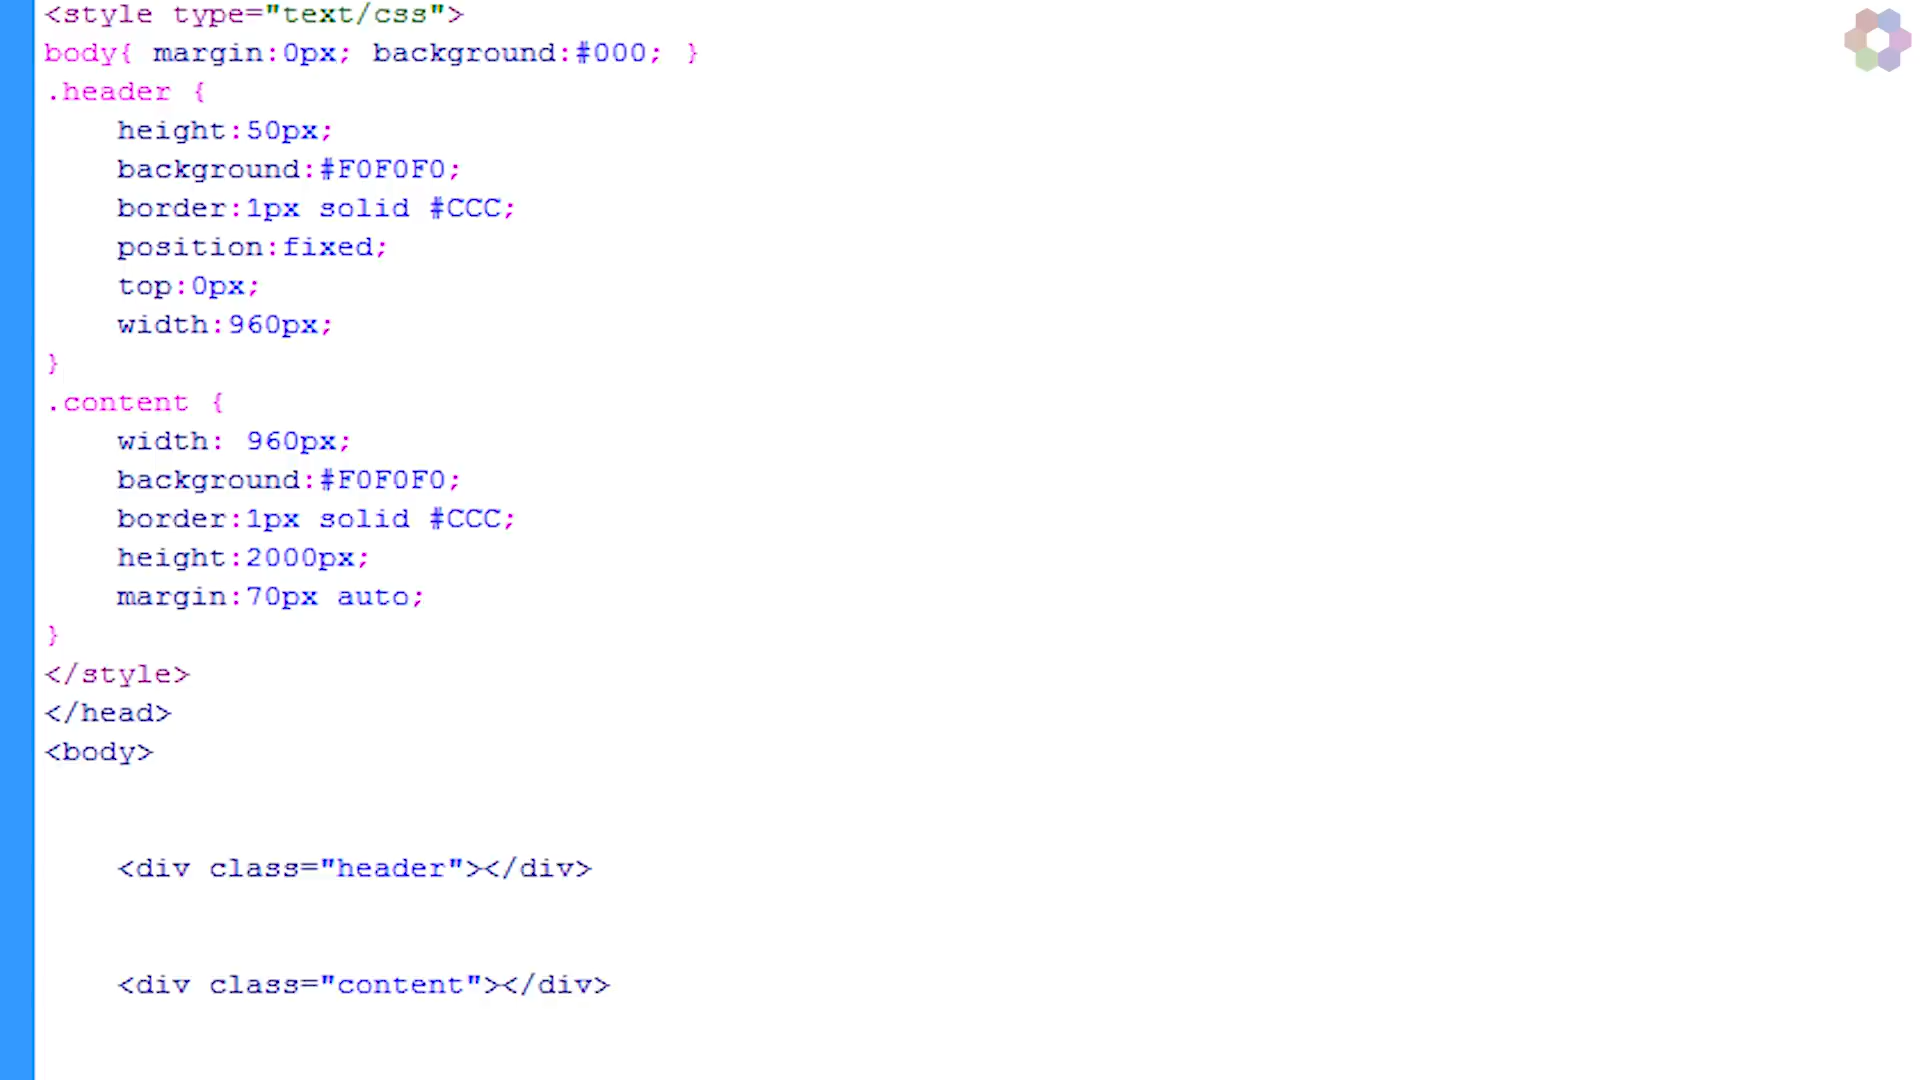 <style type="text/css">
body{ margin:0px; background:#000; }
.header {
    height:50px;
    background:#F0F0F0;
    border:1px solid #CCC;
    position:fixed;
    top:0px;
    width:960px;
}
.content {
    width: 960px;
    background:#F0F0F0;
    border:1px solid #CCC;
    height:2000px;
    margin:70px auto;
}
</style>
</head>
<body>
    <div class="header"></div>
    <div class="content"></div>